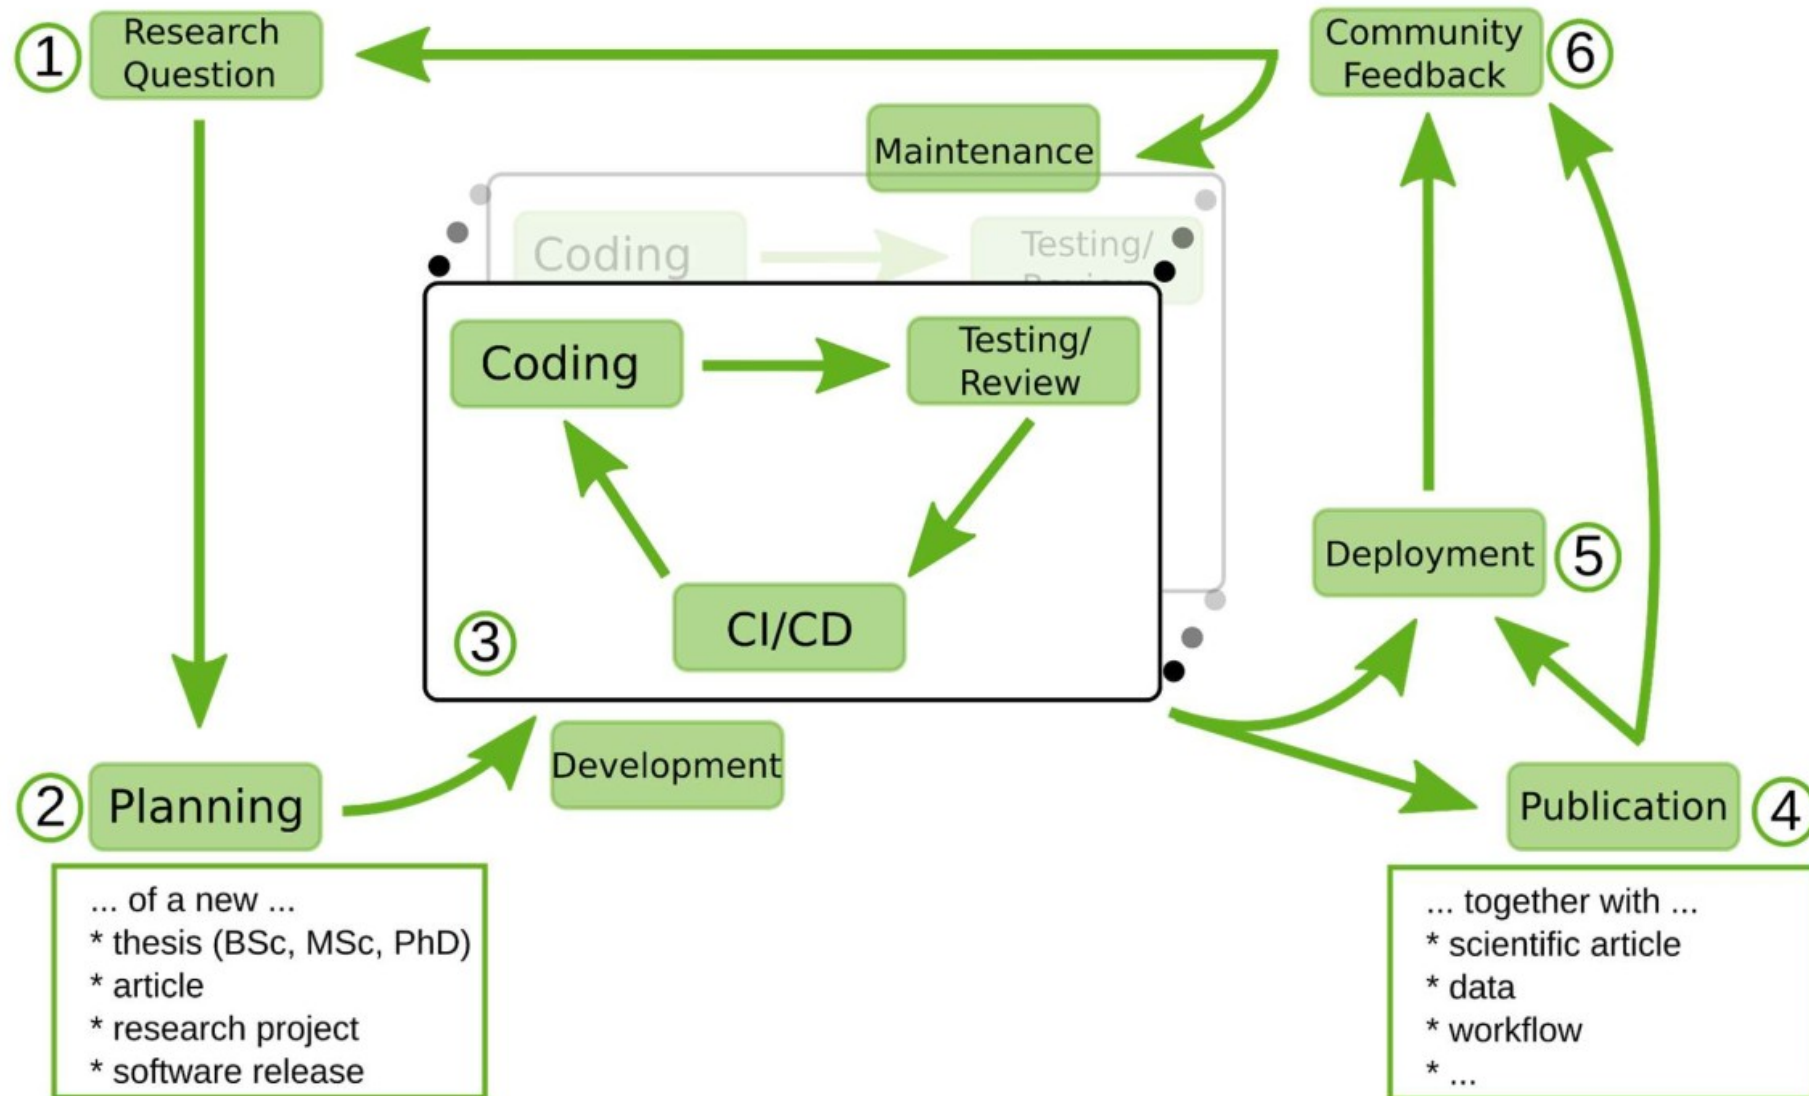 1
Research
Question
Community
Feedback
6
Maintenance
Coding
Testing/
Coding
Testing/
Review
Deployment
5
CI/CD
3
Development
2
Planning
Publication
4
... of a new ...
* thesis (BSc, MSc, PhD)
* article
* research project
* software release
... together with ...
* scientific article
* data
* workflow
* ...